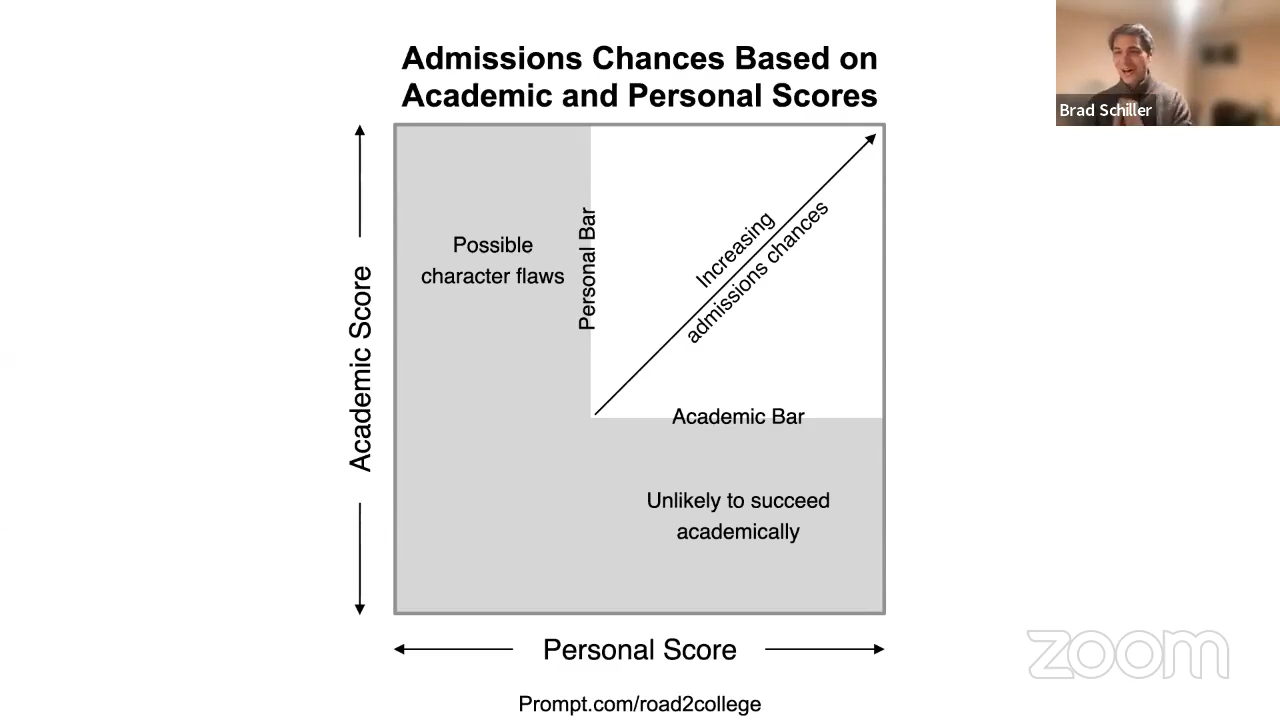 Admissions Chances Based on
Academic and Personal Scores
Brad Schiller
Academic Score
Possible
character flaws
Personal Bar
Increasing
admissions chances
Academic Bar
Unlikely to succeed
academically
Personal Score
zoom
Prompt.com/road2college